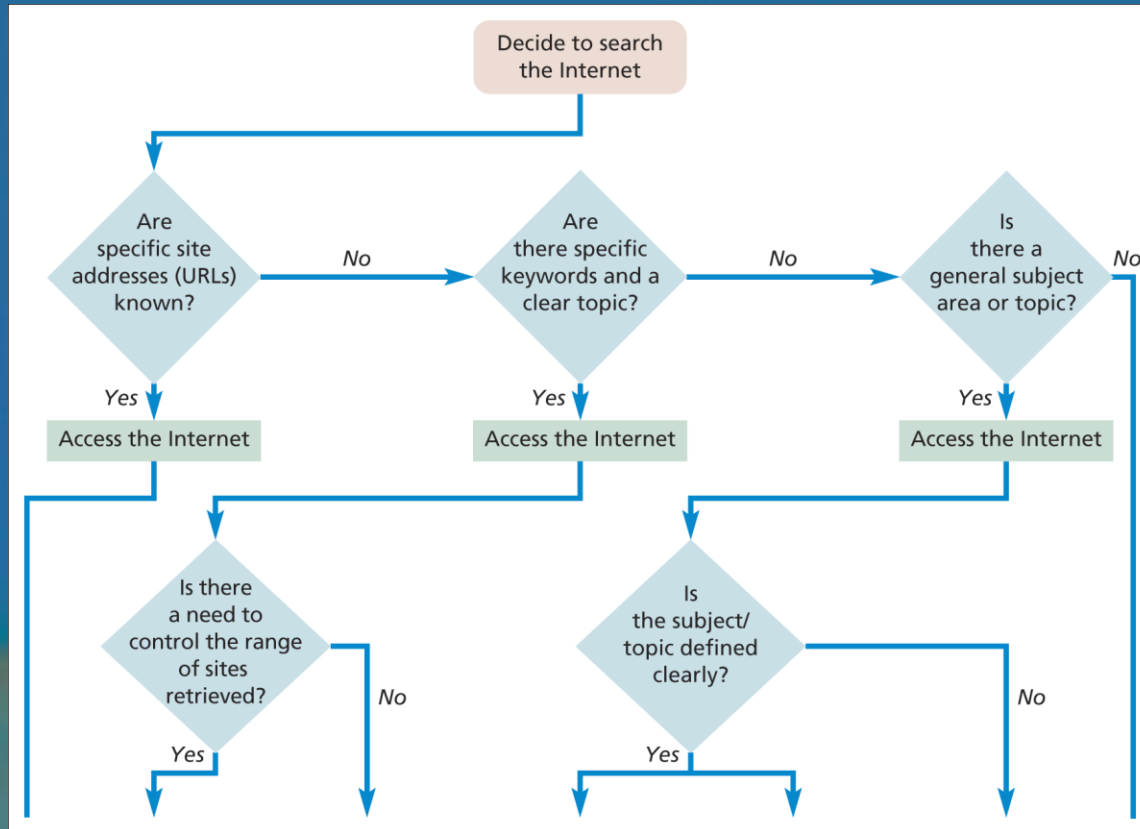 Decide to search
the Internet
Are
specific site
addresses (URLs)
known?
No
Are
there specific
keywords and a
clear topic?
No
Is
there a
general subject
area or topic?
No
Yes
Access the Internet
Yes
Access the Internet
Yes
Access the Internet
Is there
a need to
control the range
of sites
retrieved?
No
Yes
Is
the subject/
topic defined
clearly?
No
Yes